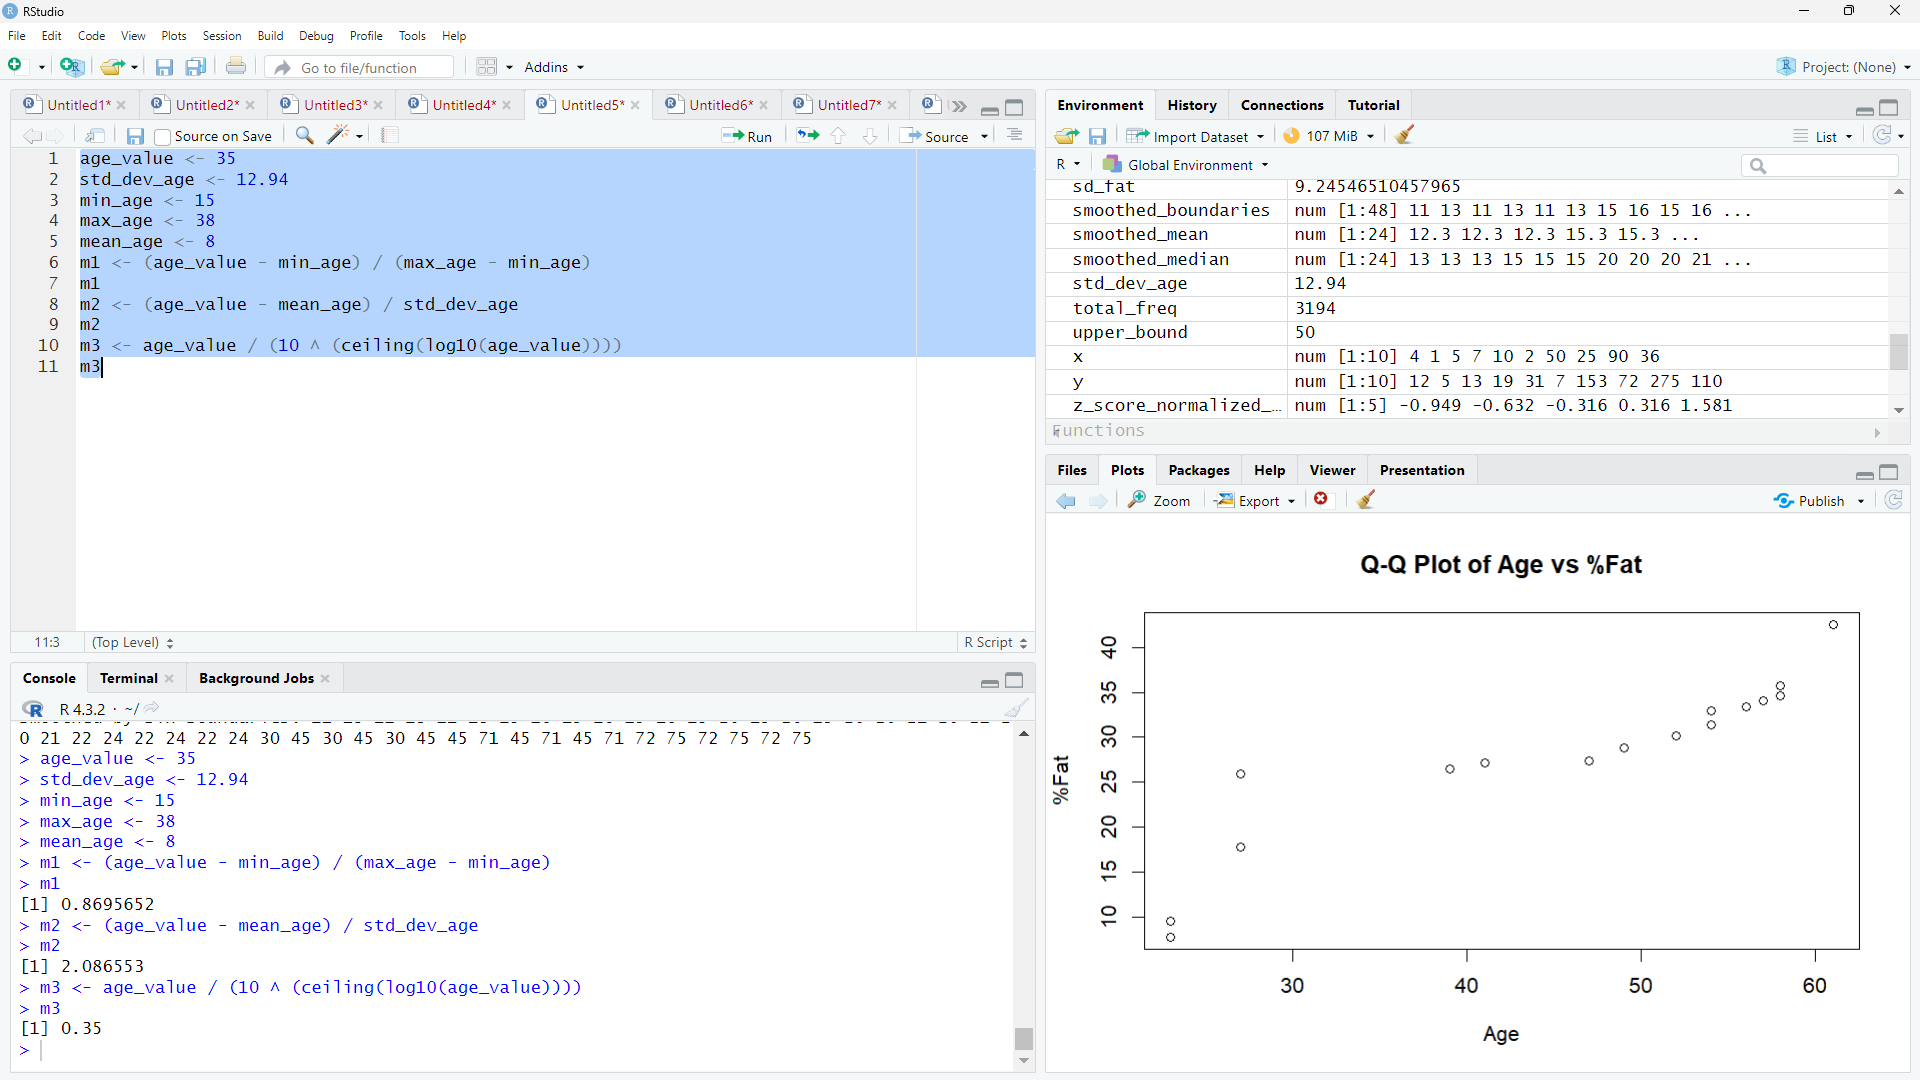 RStudio
File Edit Code View Plots Session Build Debug Profile Tools Help
Go to file/function Addins Project: (None)
Untitled1* Untitled2* Untitled3* Untitled4* Untitled5* Untitled6* Untitled7*
Source on Save Run Source
1 age_value <- 35
2 std_dev_age <- 12.94
3 min_age <- 15
4 max_age <- 38
5 mean_age <- 8
6 m1 <- (age_value - min_age) / (max_age - min_age)
7 m1
8 m2 <- (age_value - mean_age) / std_dev_age
9 m2
10 m3 <- age_value / (10 ^ (ceiling(log10(age_value))))
11 m3
11:3 (Top Level) R Script
Console Terminal Background Jobs
R 4.3.2 · ~/
0 21 22 24 22 24 22 24 30 45 30 45 30 45 45 71 45 71 45 71 72 75 72 75 72 75
> age_value <- 35
> std_dev_age <- 12.94
> min_age <- 15
> max_age <- 38
> mean_age <- 8
> m1 <- (age_value - min_age) / (max_age - min_age)
> m1
[1] 0.8695652
> m2 <- (age_value - mean_age) / std_dev_age
> m2
[1] 2.086553
> m3 <- age_value / (10 ^ (ceiling(log10(age_value))))
> m3
[1] 0.35
>
Environment History Connections Tutorial
Import Dataset 107 MiB List
R Global Environment
sd_fat 9.24546510457965
smoothed_boundaries num [1:48] 11 13 11 13 11 13 15 16 15 16 ...
smoothed_mean num [1:24] 12.3 12.3 12.3 15.3 15.3 ...
smoothed_median num [1:24] 13 13 13 15 15 15 20 20 20 21 ...
std_dev_age 12.94
total_freq 3194
upper_bound 50
x num [1:10] 4 1 5 7 10 2 50 25 90 36
y num [1:10] 12 5 13 19 31 7 153 72 275 110
z_score_normalized_… num [1:5] -0.949 -0.632 -0.316 0.316 1.581
Functions
Files Plots Packages Help Viewer Presentation
Zoom Export Publish
Q-Q Plot of Age vs %Fat
%Fat
40
35
30
25
20
15
10
30 40 50 60
Age